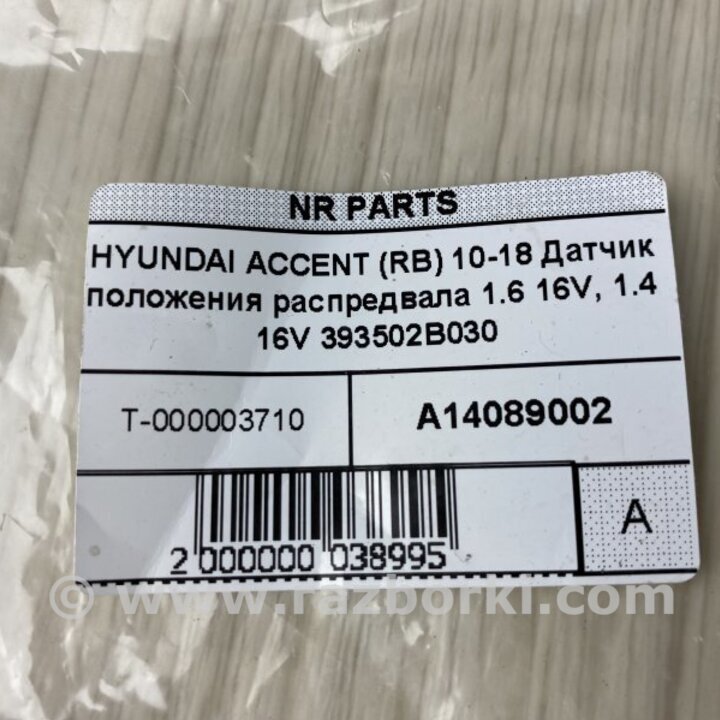 NR PARTS
HYUNDAI ACCENT (RB) 10-18 Датчик
положения распредвала 1.6 16V, 1.4
16V 393502B030
T-000003710 A14089002
A
2 000000 038995
© www.razborki.com